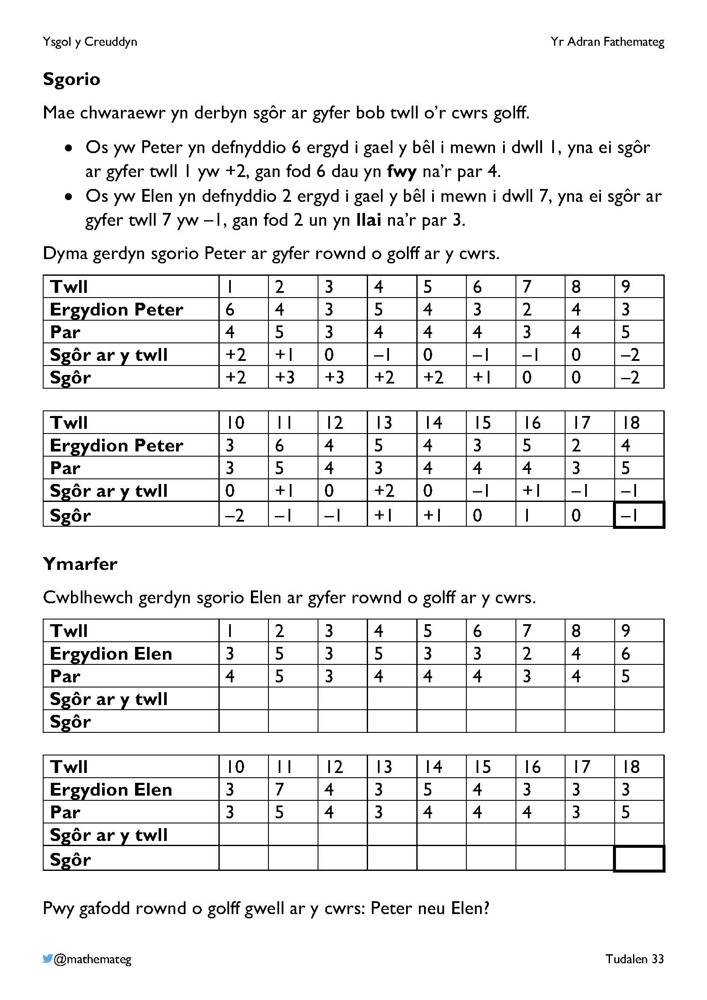 Ysgol y Creuddyn Yr Adran Fathemateg
Sgorio
Mae chwaraewr yn derbyn sgôr ar gyfer bob twll o’r cwrs golff.
• Os yw Peter yn defnyddio 6 ergyd i gael y bêl i mewn i dwll 1, yna ei sgôr
ar gyfer twll 1 yw +2, gan fod 6 dau yn fwy na’r par 4.
• Os yw Elen yn defnyddio 2 ergyd i gael y bêl i mewn i dwll 7, yna ei sgôr ar
gyfer twll 7 yw –1, gan fod 2 un yn llai na’r par 3.
Dyma gerdyn sgorio Peter ar gyfer rownd o golff ar y cwrs.
Twll 1 2 3 4 5 6 7 8 9
Ergydion Peter 6 4 3 5 4 3 2 4 3
Par 4 5 3 4 4 4 3 4 5
Sgôr ar y twll +2 +1 0 –1 0 –1 –1 0 –2
Sgôr +2 +3 +3 +2 +2 +1 0 0 –2
Twll 10 11 12 13 14 15 16 17 18
Ergydion Peter 3 6 4 5 4 3 5 2 4
Par 3 5 4 3 4 4 4 3 5
Sgôr ar y twll 0 +1 0 +2 0 –1 +1 –1 –1
Sgôr –2 –1 –1 +1 +1 0 1 0 –1
Ymarfer
Cwblhewch gerdyn sgorio Elen ar gyfer rownd o golff ar y cwrs.
Twll 1 2 3 4 5 6 7 8 9
Ergydion Elen 3 5 3 5 3 3 2 4 6
Par 4 5 3 4 4 4 3 4 5
Sgôr ar y twll
Sgôr
Twll 10 11 12 13 14 15 16 17 18
Ergydion Elen 3 7 4 3 5 4 3 3 3
Par 3 5 4 3 4 4 4 3 5
Sgôr ar y twll
Sgôr
Pwy gafodd rownd o golff gwell ar y cwrs: Peter neu Elen?
@mathemateg Tudalen 33